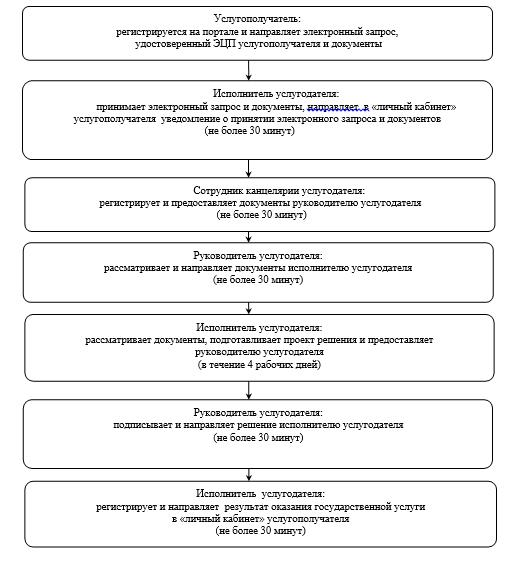 Услугополучатель:
регистрируется на портале и направляет электронный запрос,
удостоверенный ЭЦП услугополучателя и документы
Исполнитель услугодателя:
принимает электронный запрос и документы, направляет в «личный кабинет»
услугополучателя уведомление о принятии электронного запроса и документов
(не более 30 минут)
Сотрудник канцелярии услугодателя:
регистрирует и предоставляет документы руководителю услугодателя
(не более 30 минут)
Руководитель услугодателя:
рассматривает и направляет документы исполнителю услугодателя
(не более 30 минут)
Исполнитель услугодателя:
рассматривает документы, подготавливает проект решения и предоставляет
руководителю услугодателя
(в течение 4 рабочих дней)
Руководитель услугодателя:
подписывает и направляет решение исполнителю услугодателя
(не более 30 минут)
Исполнитель услугодателя:
регистрирует и направляет результат оказания государственной услуги
в «личный кабинет» услугополучателя
(не более 30 минут)